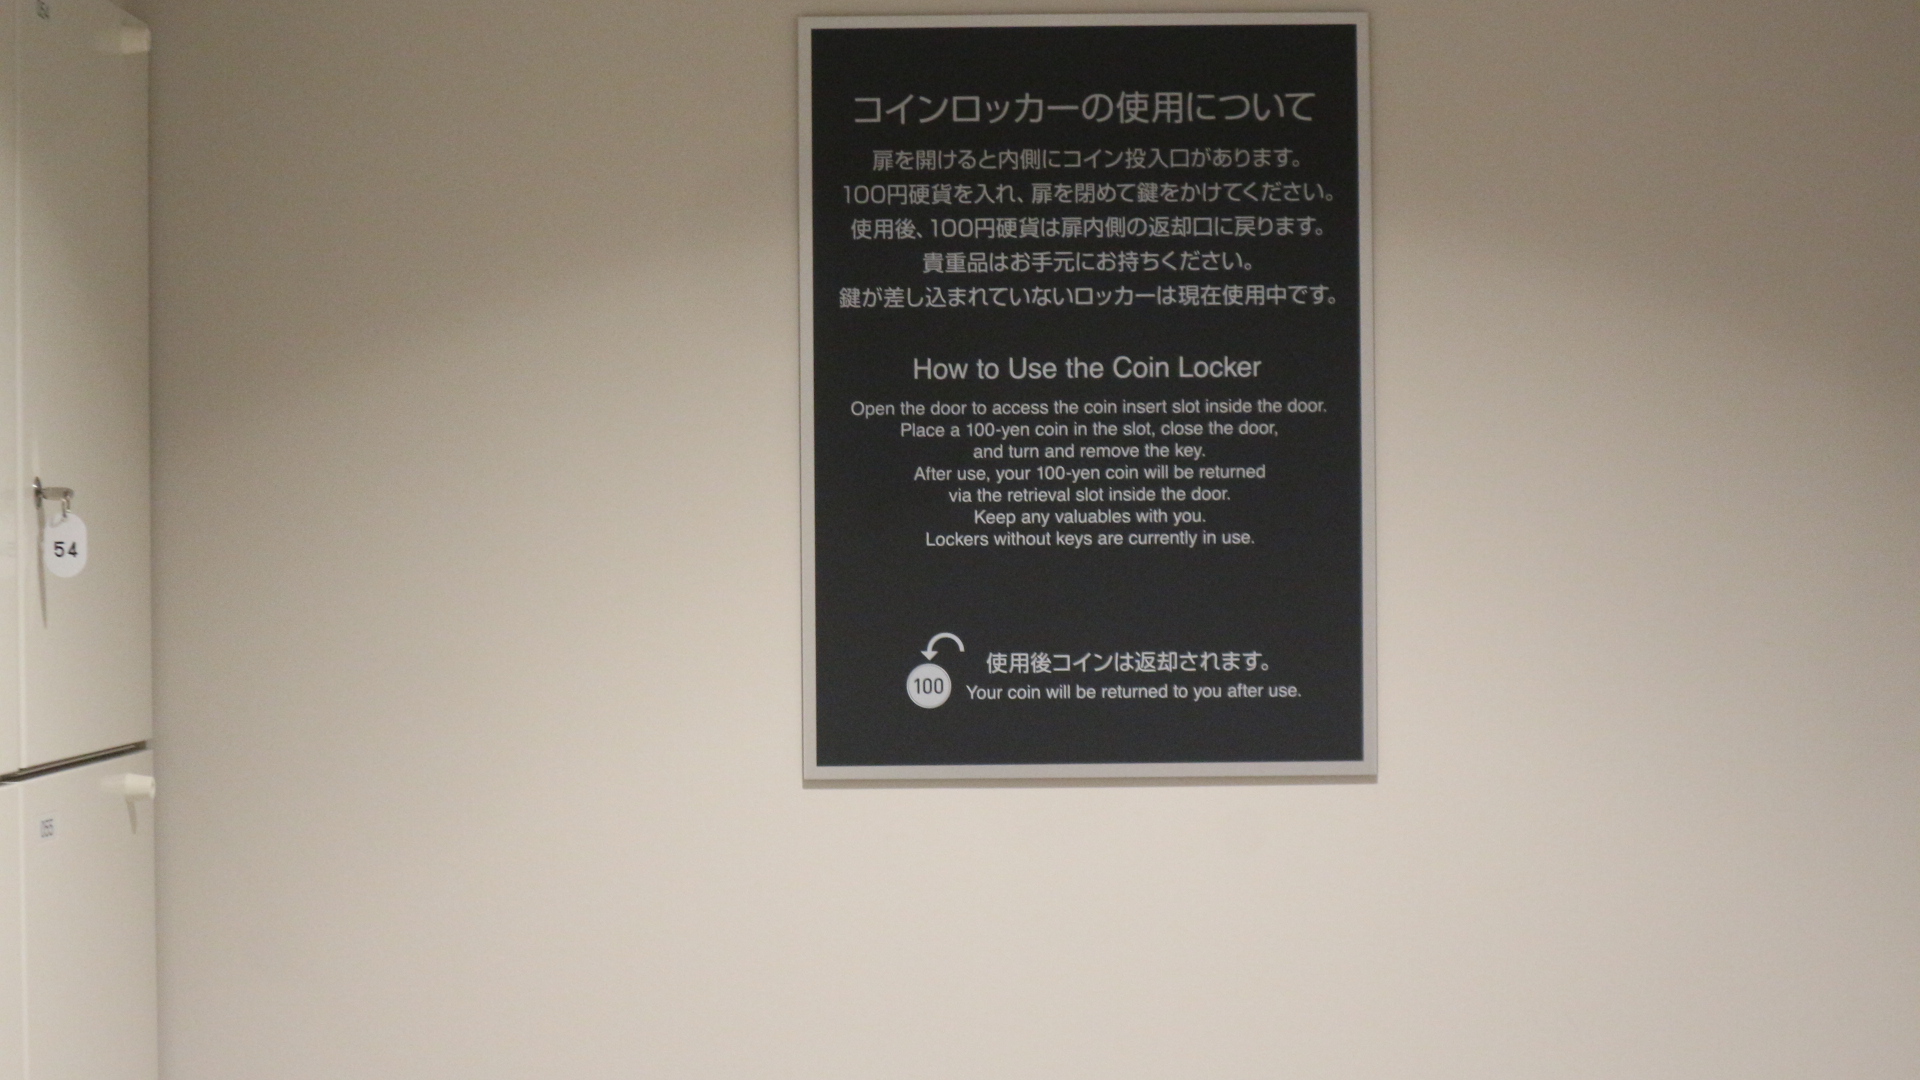 コインロッカーの使用について
扉を開けると内側にコイン投入口があります。
100円硬貨を入れ、扉を閉めて鍵をかけてください。
使用後、100円硬貨は扉内側の返却口に戻ります。
貴重品はお手元にお持ちください。
鍵が差し込まれていないロッカーは現在使用中です。
How to Use the Coin Locker
Open the door to access the coin insert slot inside the door.
Place a 100-yen coin in the slot, close the door,
and turn and remove the key.
After use, your 100-yen coin will be returned
via the retrieval slot inside the door.
Keep any valuables with you.
Lockers without keys are currently in use.
使用後コインは返却されます。
100
Your coin will be returned to you after use.
54